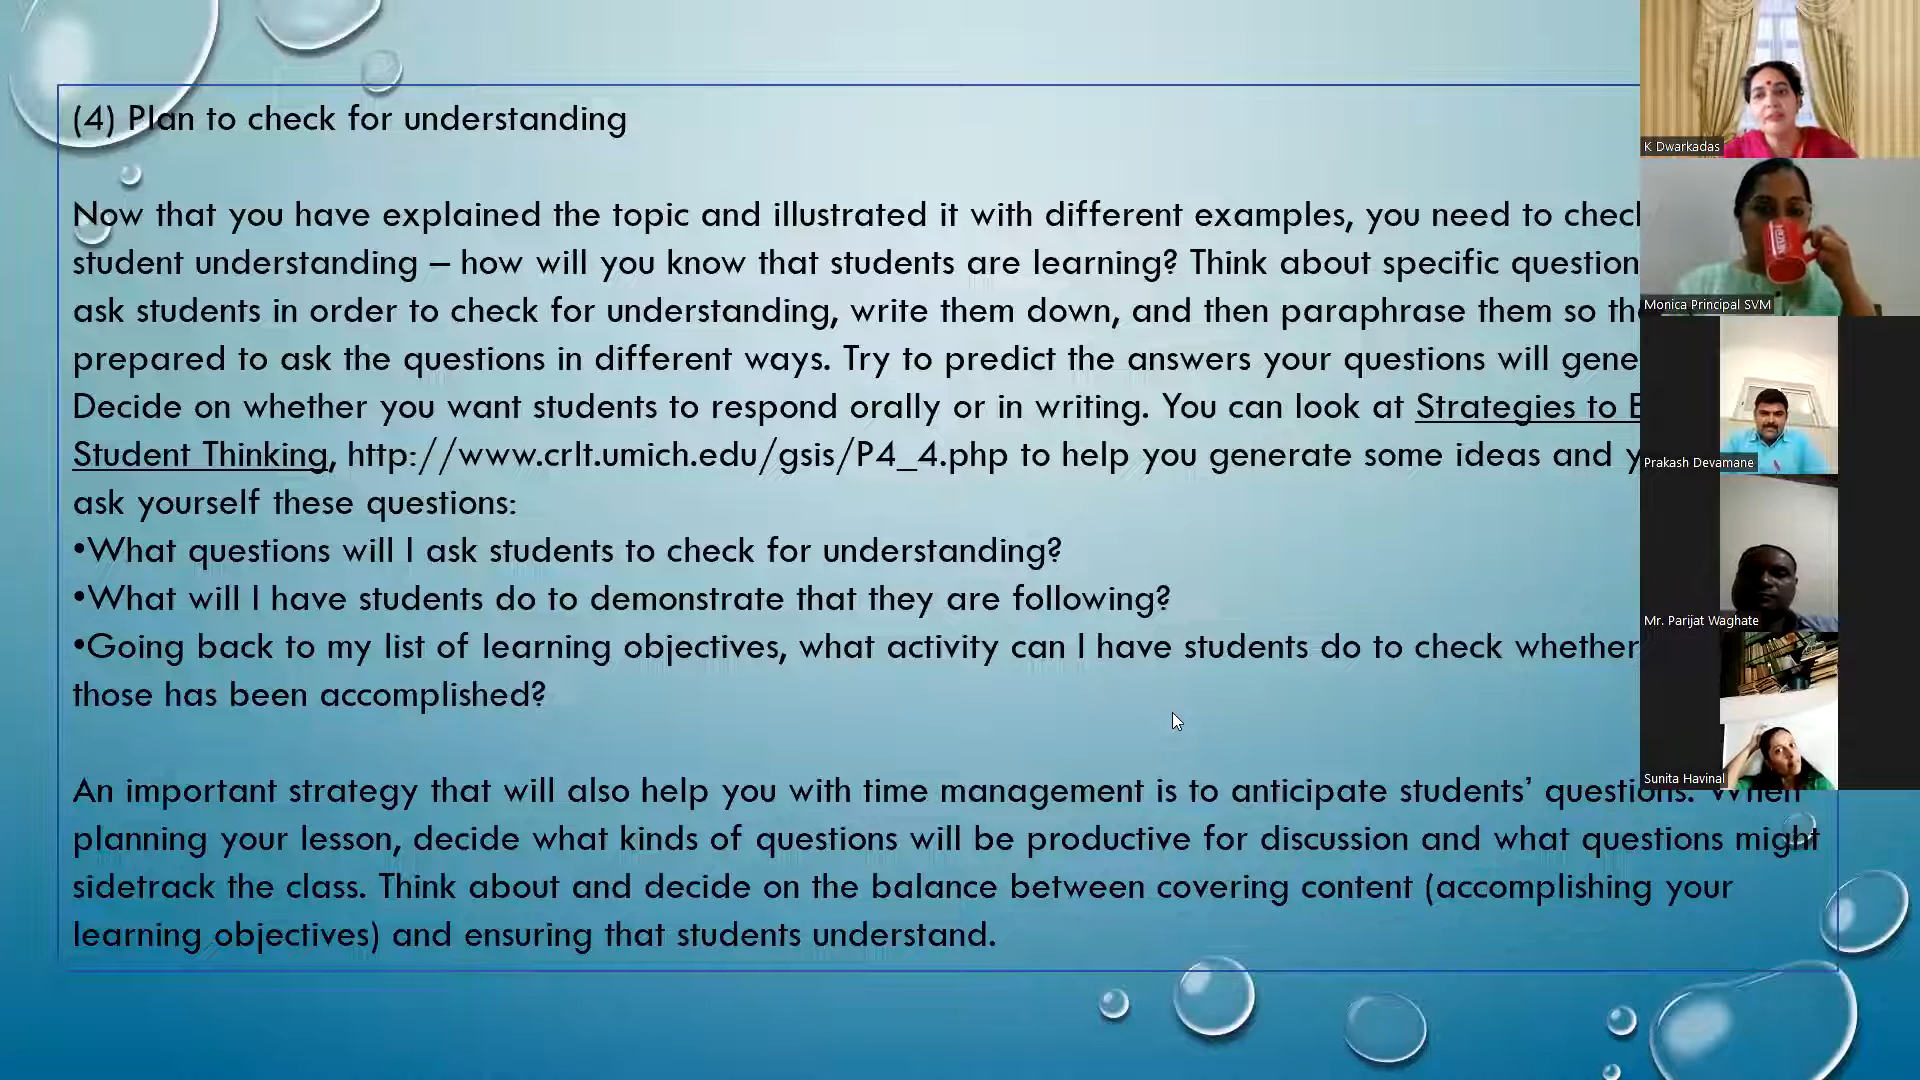 (4) Plan to check for understanding
Now that you have explained the topic and illustrated it with different examples, you need to check
student understanding – how will you know that students are learning? Think about specific question
ask students in order to check for understanding, write them down, and then paraphrase them so
prepared to ask the questions in different ways. Try to predict the answers your questions will
Decide on whether you want students to respond orally or in writing. You can look at Strategies to
Student Thinking, http://www.crlt.umich.edu/gsis/P4_4.php to help you generate some ideas and
ask yourself these questions:
•What questions will I ask students to check for understanding?
•What will I have students do to demonstrate that they are following?
•Going back to my list of learning objectives, what activity can I have students do to check whether
those has been accomplished?
An important strategy that will also help you with time management is to anticipate students’ questions. When
planning your lesson, decide what kinds of questions will be productive for discussion and what questions might
sidetrack the class. Think about and decide on the balance between covering content (accomplishing your
learning objectives) and ensuring that students understand.
K Dwarkadas
Monica Principal SVM
Prakash Devamane
Mr. Parijat Waghate
Sunita Havinal